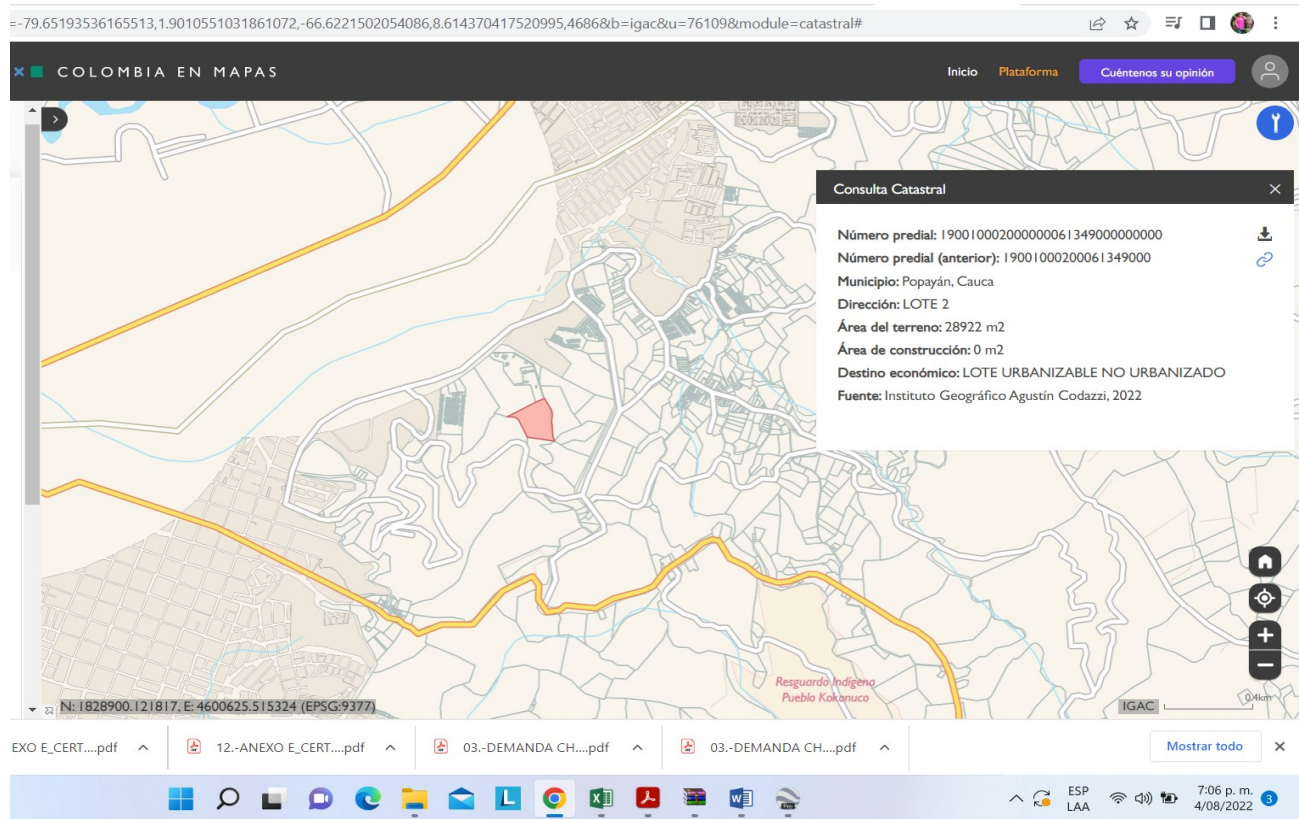 =-79.65193536165513,1.9010551031861072,-66.6221502054086,8.614370417520995,4686&b=igac&u=76109&module=catastral#
COLOMBIA EN MAPAS
Inicio
Plataforma
Cuéntenos su opinión
Consulta Catastral
Número predial: 190010002000000061349000000000
Número predial (anterior): 19001000200061349000
Municipio: Popayán, Cauca
Dirección: LOTE 2
Área del terreno: 28922 m2
Área de construcción: 0 m2
Destino económico: LOTE URBANIZABLE NO URBANIZADO
Fuente: Instituto Geográfico Agustín Codazzi, 2022
Resguardo Indígena
Pueblo Kokonuco
N: 1828900.121817, E: 4600625.515324 (EPSG:9377)
IGAC
0.4km
EXO E_CERT....pdf
12.-ANEXO E_CERT....pdf
03.-DEMANDA CH....pdf
03.-DEMANDA CH....pdf
Mostrar todo
ESP
LAA
7:06 p. m.
4/08/2022
3